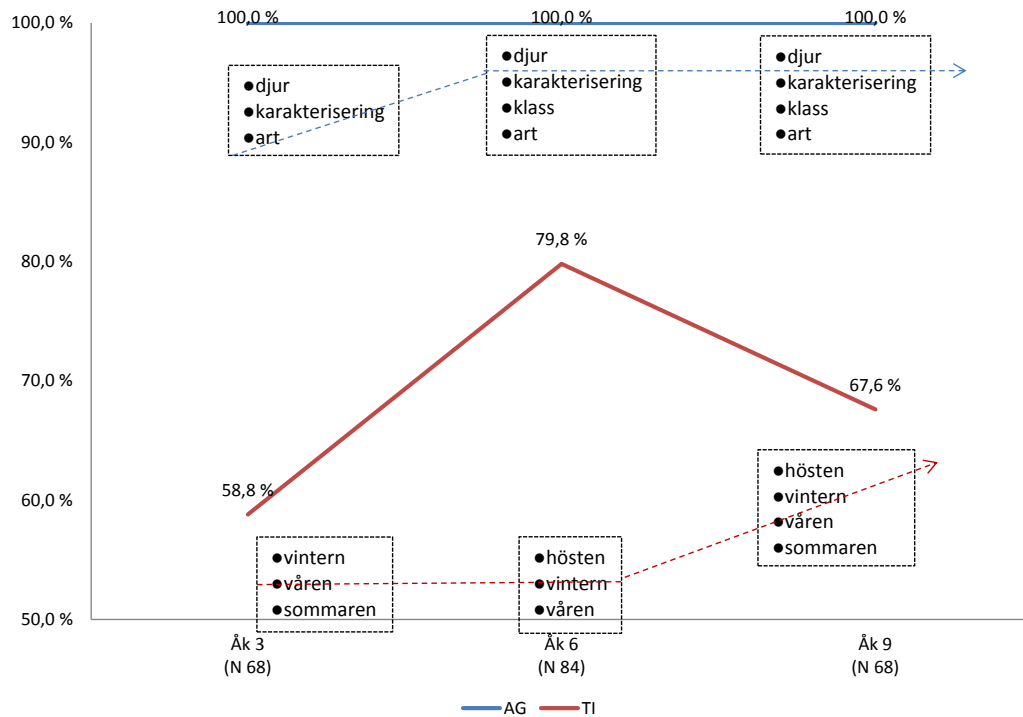 100,0 %
100,0 %
100,0 %
100,0 %
● djur
● karakterisering
● art
● djur
● karakterisering
● klass
● art
● djur
● karakterisering
● klass
● art
90,0 %
80,0 %
79,8 %
70,0 %
67,6 %
60,0 %
58,8 %
● vintern
● våren
● sommaren
● hösten
● vintern
● våren
● hösten
● vintern
● våren
● sommaren
50,0 %
Åk 3
(N 68)
Åk 6
(N 84)
Åk 9
(N 68)
AG
TI